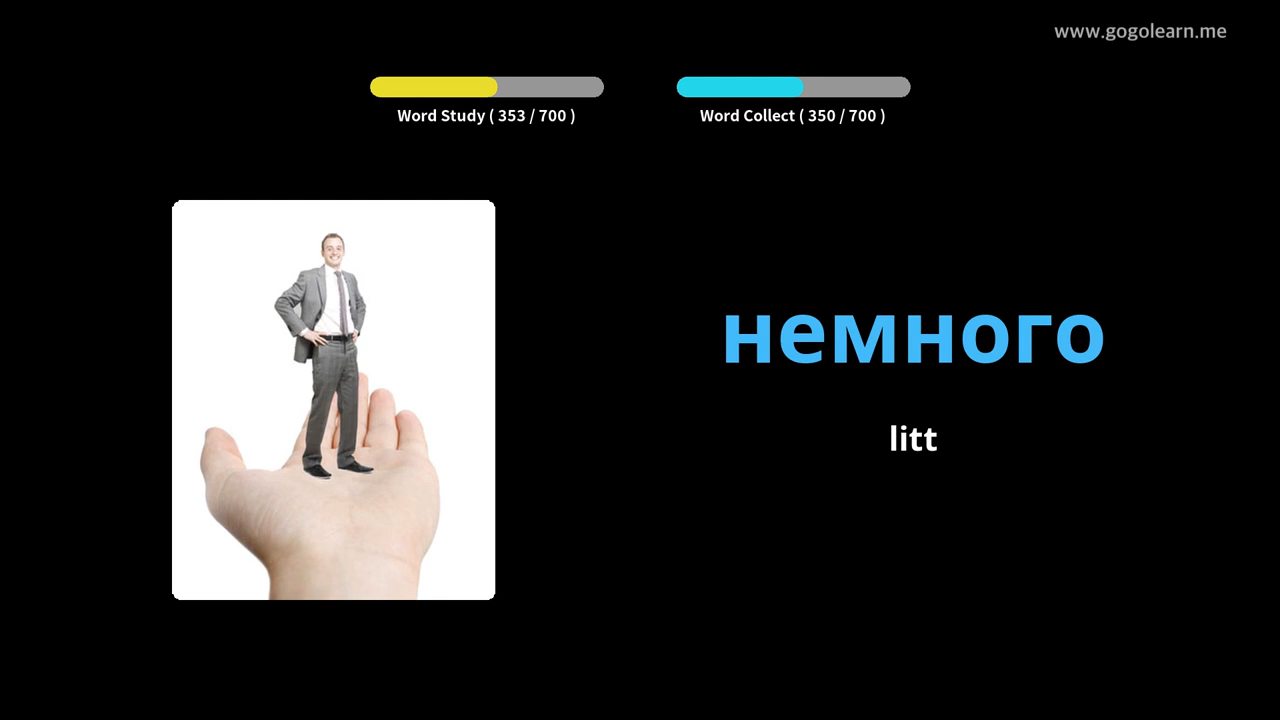 www.gogolearn.me
Word Study ( 353 / 700 )
Word Collect ( 350 / 700 )
немного
litt